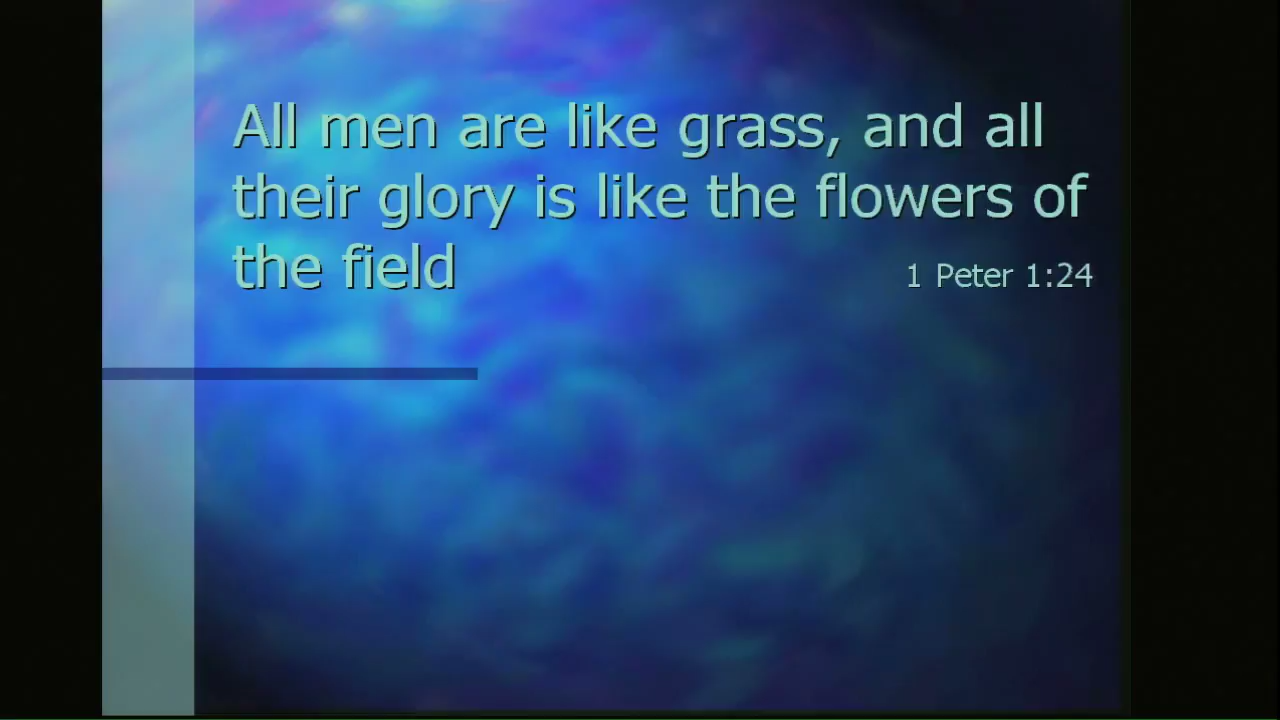 All men are like grass, and all
their glory is like the flowers of
the field 1 Peter 1:24